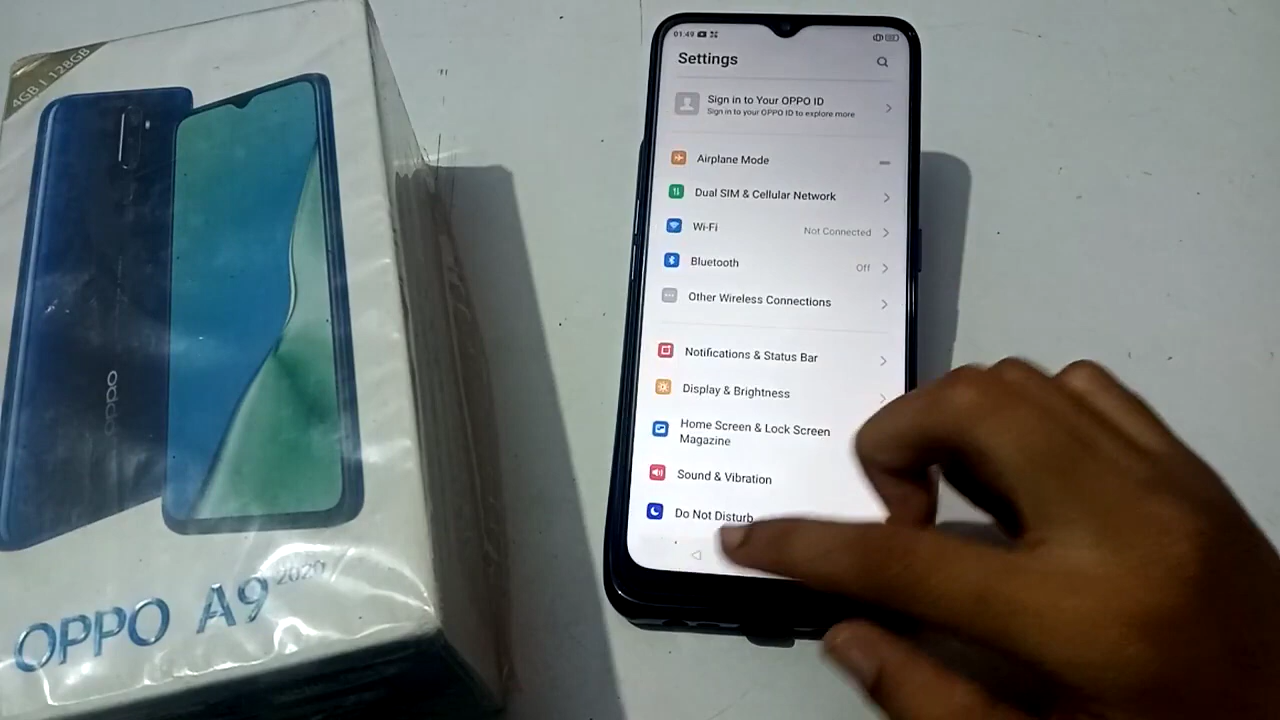 4GB | 128GB
oppo
OPPO A9 2020
01:49
Settings
Sign in to Your OPPO ID
Sign in to your OPPO ID to explore more
Airplane Mode
Dual SIM & Cellular Network
Wi-Fi
Not Connected
Bluetooth
Off
Other Wireless Connections
Notifications & Status Bar
Display & Brightness
Home Screen & Lock Screen
Magazine
Sound & Vibration
Do Not Disturb